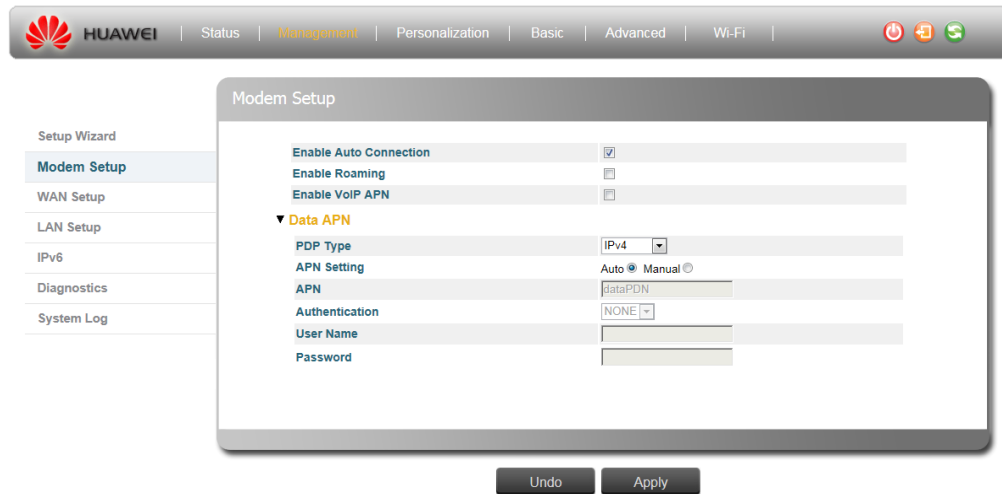 HUAWEI | Status | Management | Personalization | Basic | Advanced | Wi-Fi |
Modem Setup
Setup Wizard
Modem Setup
WAN Setup
LAN Setup
IPv6
Diagnostics
System Log
Enable Auto Connection
Enable Roaming
Enable VoIP APN
▼ Data APN
PDP Type IPv4
APN Setting Auto Manual
APN dataPDN
Authentication NONE
User Name
Password
Undo Apply